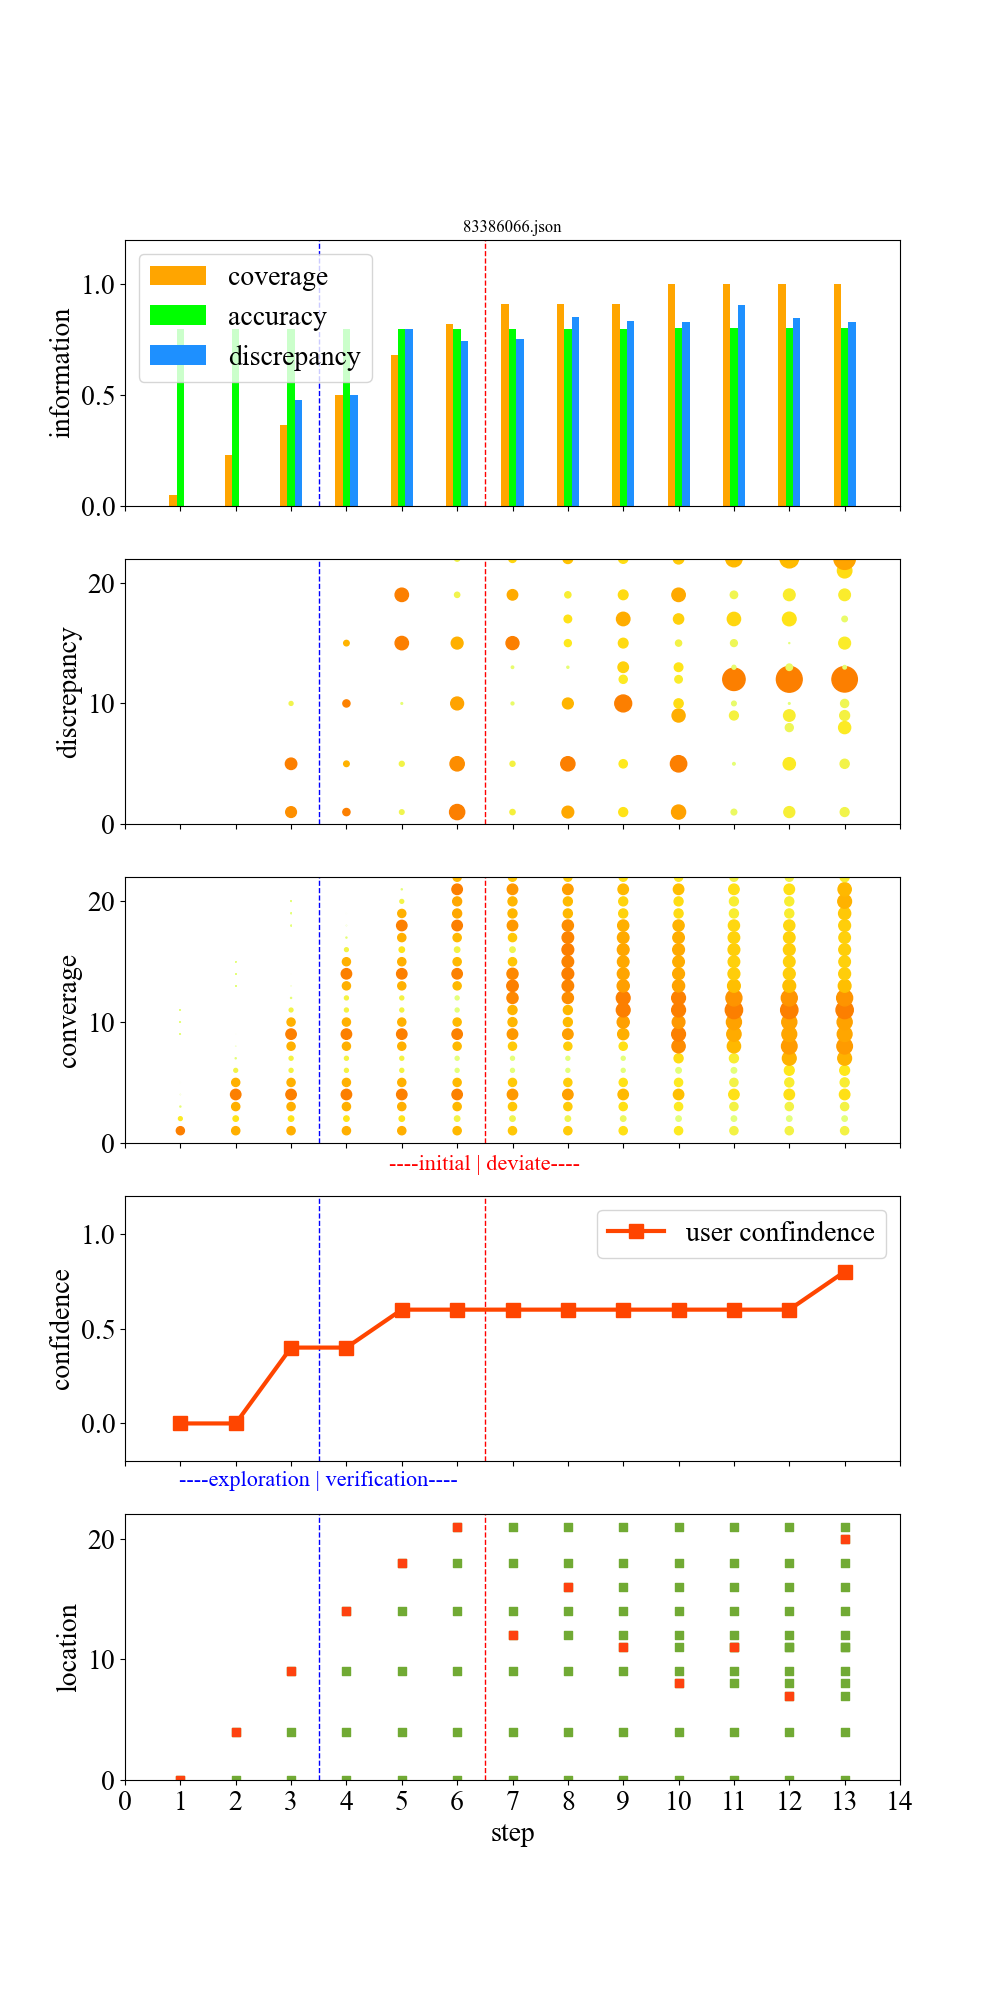 83386066.json
coverage
accuracy
discrepancy
1.0
0.5
0.0
information
20
10
0
discrepancy
20
10
0
converage
----initial | deviate----
user confindence
1.0
0.5
0.0
confidence
----exploration | verification----
20
10
0
location
0 1 2 3 4 5 6 7 8 9 10 11 12 13 14
step